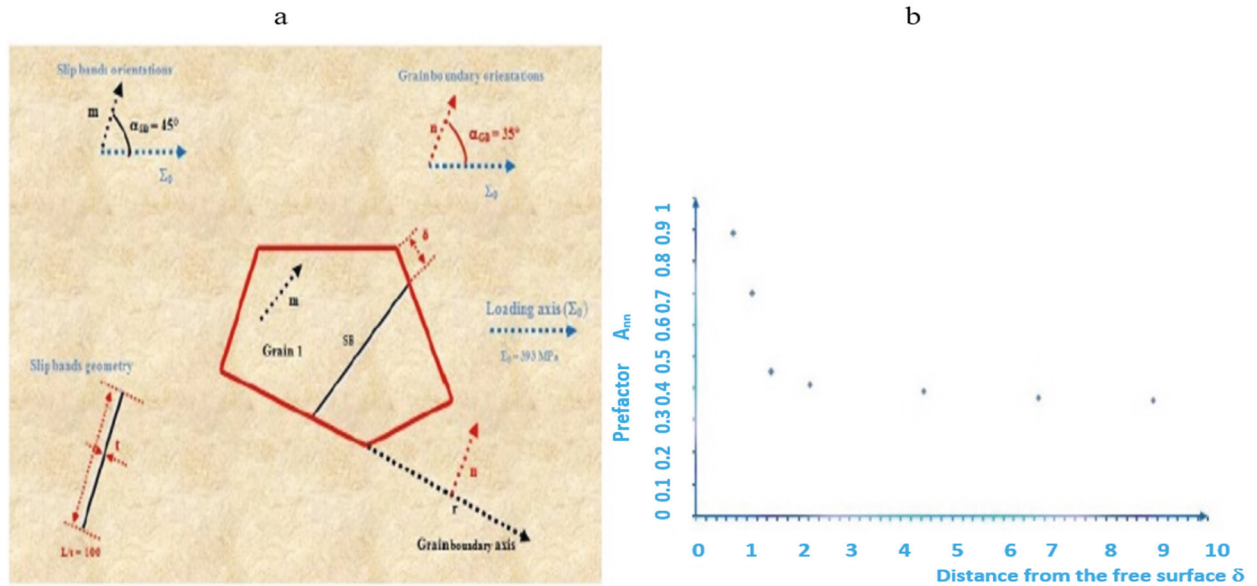 a
b
Slip bands orientations
m
αSB = 45°
Σ0
Grain boundary orientations
n
αGB = 35°
Σ0
δ
m
Grain 1
SB
Loading axis (Σ0)
Σ0 = 393 MPa
Slip bands geometry
t
L/t = 100
n
r
Grain boundary axis
Prefactor Ann
0 0.1 0.2 0.3 0.4 0.5 0.6 0.7 0.8 0.9 1
0 1 2 3 4 5 6 7 8 9 10
Distance from the free surface δ